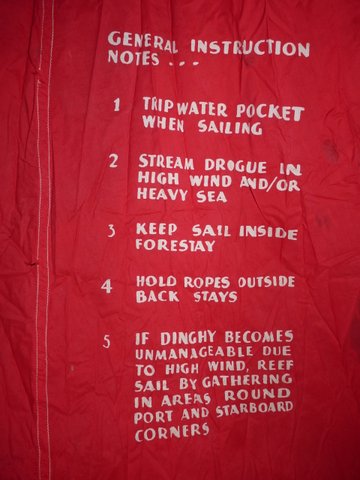 GENERAL INSTRUCTION
NOTES...
1 TRIP WATER POCKET
WHEN SAILING
2 STREAM DROGUE IN
HIGH WIND AND/OR
HEAVY SEA
3 KEEP SAIL INSIDE
FORESTAY
4 HOLD ROPES OUTSIDE
BACK STAYS
5 IF DINGHY BECOMES
UNMANAGEABLE DUE
TO HIGH WIND, REEF
SAIL BY GATHERING
IN AREAS ROUND
PORT AND STARBOARD
CORNERS